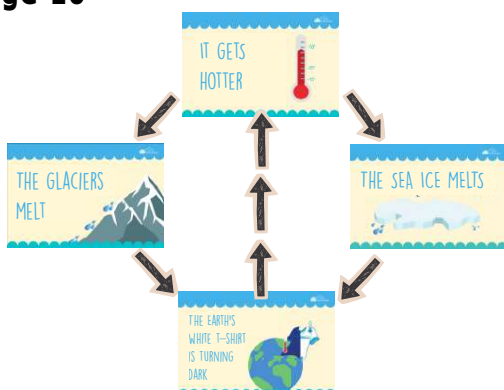 IT GETS
HOTTER
THE GLACIERS
MELT
THE SEA ICE MELTS
THE EARTH'S
WHITE T-SHIRT
IS TURNING
DARK